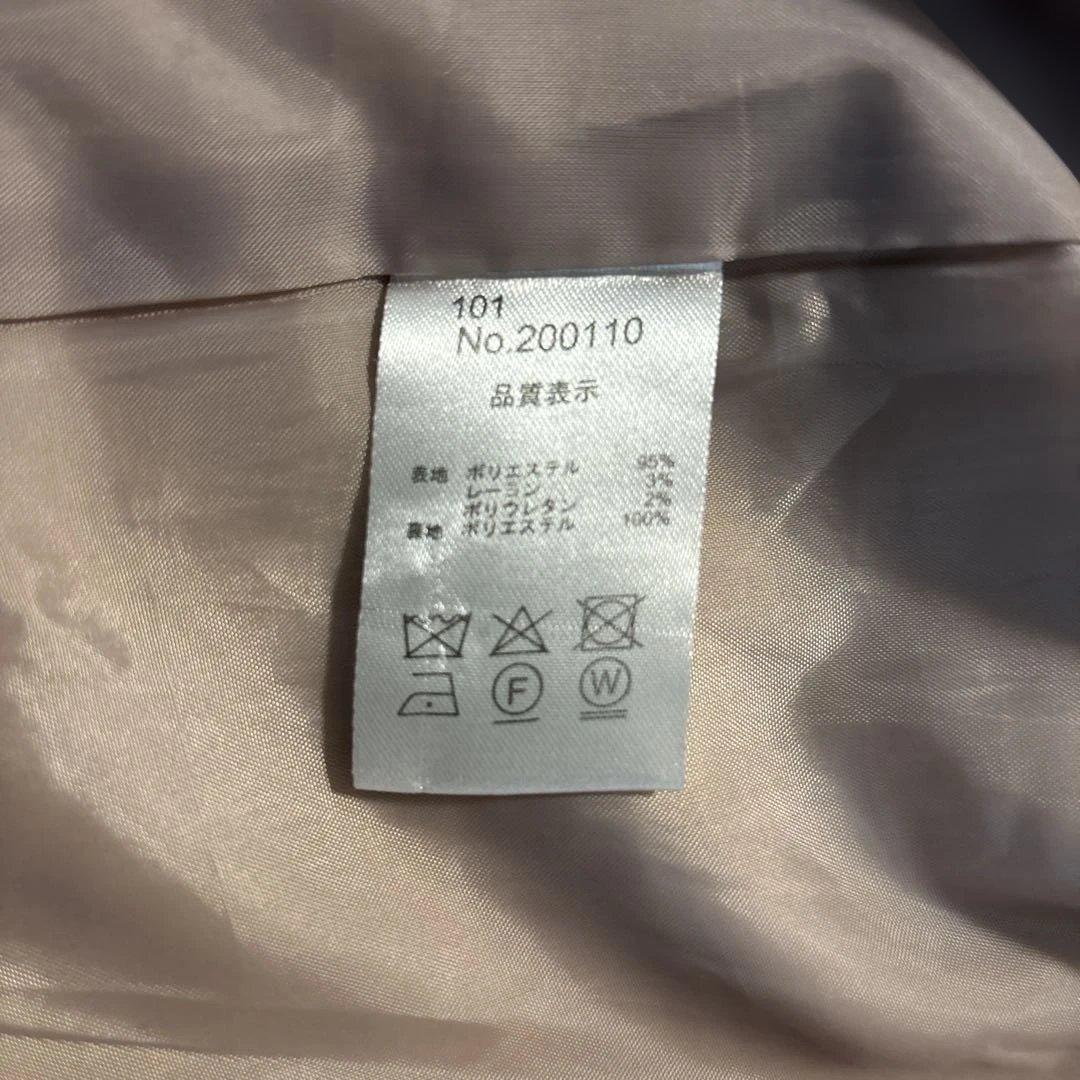 101
No.200110
品質表示
表地 ポリエステル 95%
レーヨン 3%
ポリウレタン 2%
裏地 ポリエステル 100%
F W